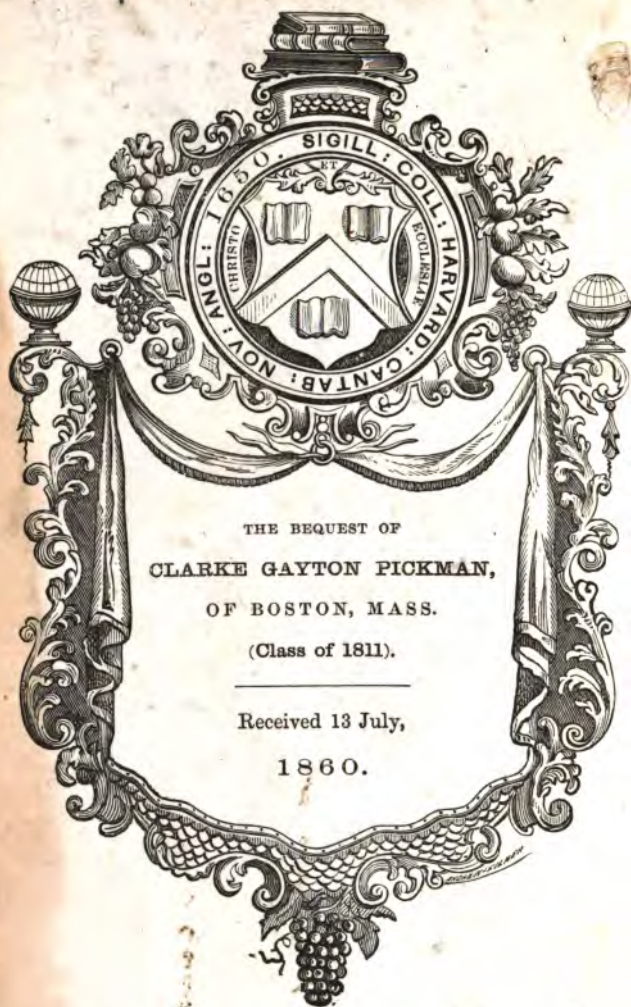 SIGILL: COLL: HARVARD: CANTAB: NOV: ANGL: 1650.
ET
CHRISTO
ECCLESIAE
THE BEQUEST OF
CLARKE GAYTON PICKMAN,
OF BOSTON, MASS.
(Class of 1811).
Received 13 July,
1860.